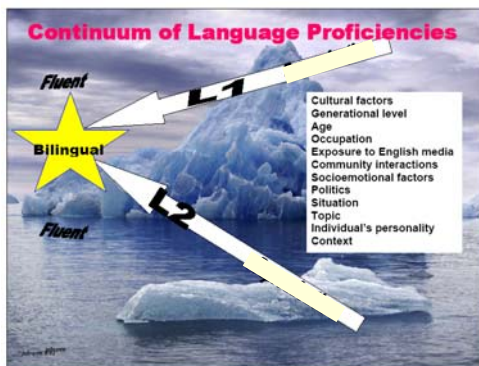 Continuum of Language Proficiencies
Fluent
L1
Bilingual
Cultural factors
Generational level
Age
Occupation
Exposure to English media
Community interactions
Socioemotional factors
Politics
Situation
Topic
Individual's personality
Context
L2
Fluent